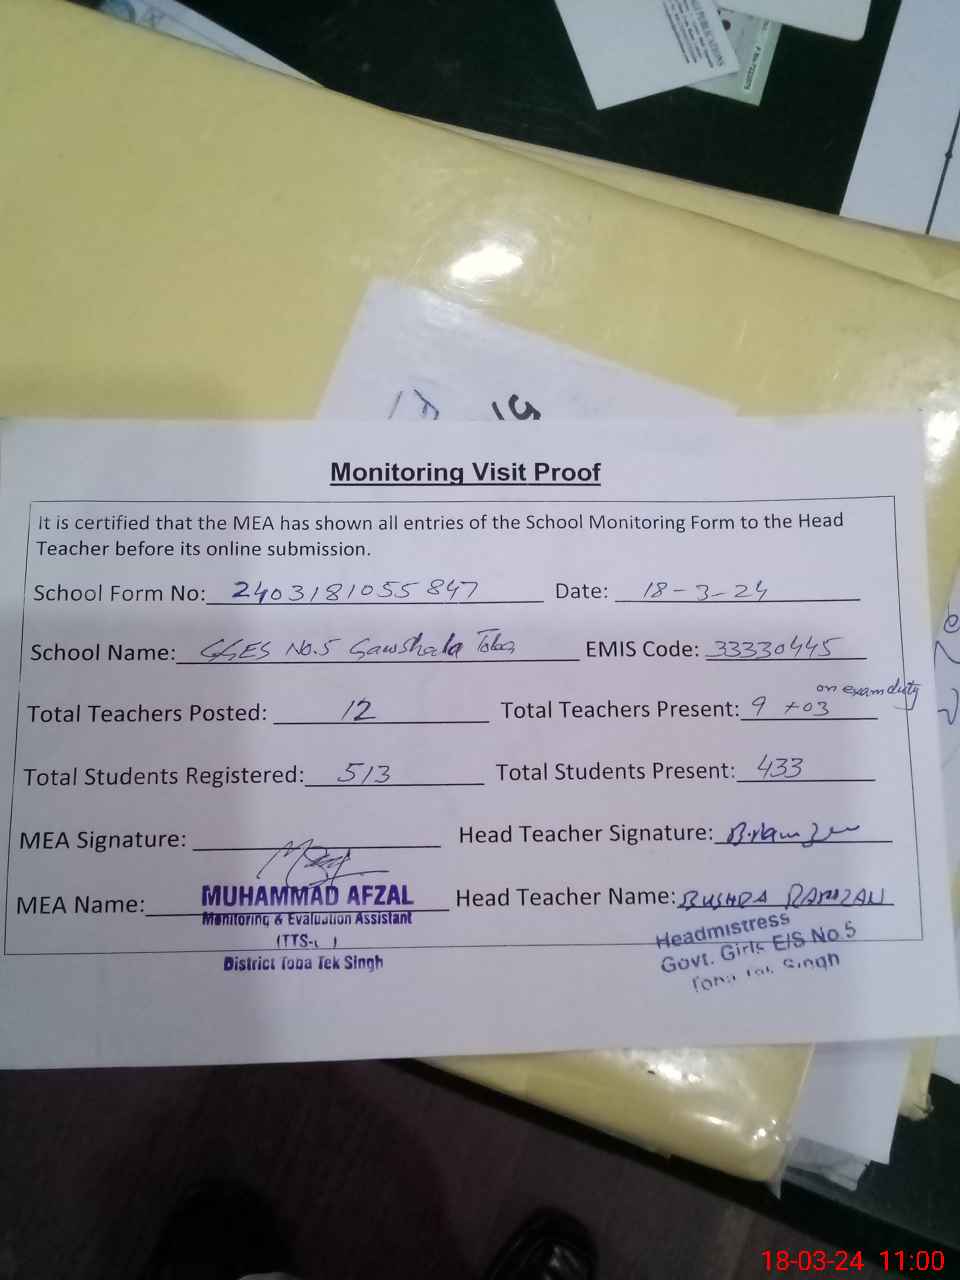 PUBLICATIONS
Monitoring Visit Proof
It is certified that the MEA has shown all entries of the School Monitoring Form to the Head
Teacher before its online submission.
School Form No: 2403181055847 Date: 18-3-24
School Name: GGES No.5 Gawshala Toba EMIS Code: 33330445
on exam duty
Total Teachers Posted: 12 Total Teachers Present: 9 +03
Total Students Registered: 513 Total Students Present: 433
MEA Signature: Head Teacher Signature:
MEA Name: MUHAMMAD AFZAL Head Teacher Name: BUSHRA RAMZAN
Monitoring & Evaluation Assistant
(TTS- )
District Toba Tek Singh
Headmistress
Govt. Girls E/S No.5
Toba Tek Singh
18-03-24 11:00